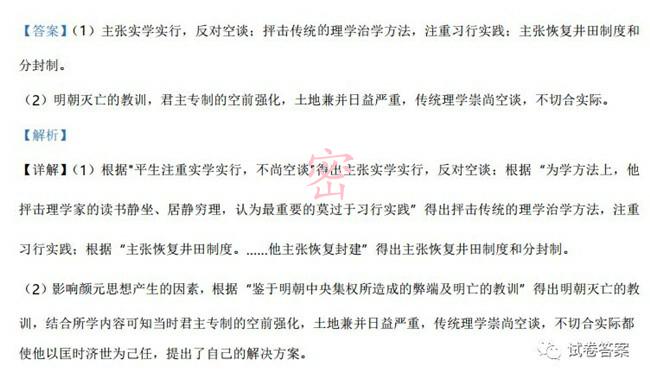 【答案】（1）主张实学实行，反对空谈；抨击传统的理学治学方法，注重习行实践；主张恢复井田制度和
分封制。
（2）明朝灭亡的教训，君主专制的空前强化，土地兼并日益严重，传统理学崇尚空谈，不切合实际。
【解析】
【详解】（1）根据"平生注重实学实行，不尚空谈"得出主张实学实行，反对空谈；根据“为学方法上，他
抨击理学家的读书静坐、居静穷理，认为最重要的莫过于习行实践”得出抨击传统的理学治学方法，注重
习行实践；根据“主张恢复井田制度。……他主张恢复封建”得出主张恢复井田制度和分封制。
密
（2）影响颜元思想产生的因素，根据“鉴于明朝中央集权所造成的弊端及明亡的教训”得出明朝灭亡的教
训，结合所学内容可知当时君主专制的空前强化，土地兼并日益严重，传统理学崇尚空谈，不切合实际都
使他以匡时济世为己任，提出了自己的解决方案。
试卷答案